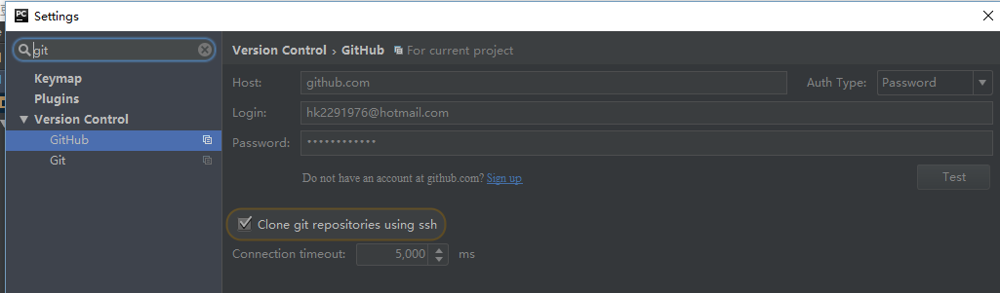 PC Settings
git
Version Control › GitHub For current project
Keymap
Plugins
Version Control
GitHub
Git
Host: github.com Auth Type: Password
Login: hk2291976@hotmail.com
Password: ••••••••••••
Do not have an account at github.com? Sign up
Test
Clone git repositories using ssh
Connection timeout: 5,000 ms